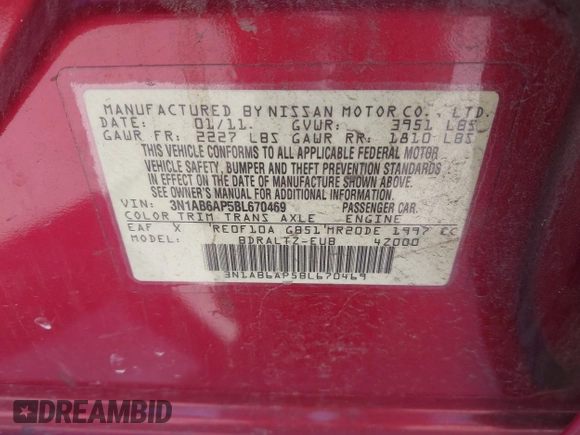 MANUFACTURED BY NISSAN MOTOR CO., LTD.
DATE: 01/11. GVWR: 3951 LBS
GAWR FR: 2227 LBS GAWR RR: 1810 LBS
THIS VEHICLE CONFORMS TO ALL APPLICABLE FEDERAL MOTOR
VEHICLE SAFETY, BUMPER AND THEFT PREVENTION STANDARDS
IN EFFECT ON THE DATE OF MANUFACTURE SHOWN ABOVE.
SEE OWNER'S MANUAL FOR ADDITIONAL INFORMATION
VIN: 3N1AB6AP5BL670469 PASSENGER CAR.
COLOR TRIM TRANS AXLE ENGINE
EAF X RE0F10A GB51 MR20DE 1997 CC
MODEL: BDRALTZ-EUB 4Z000
3N1AB6AP5BL670469
DREAMBID